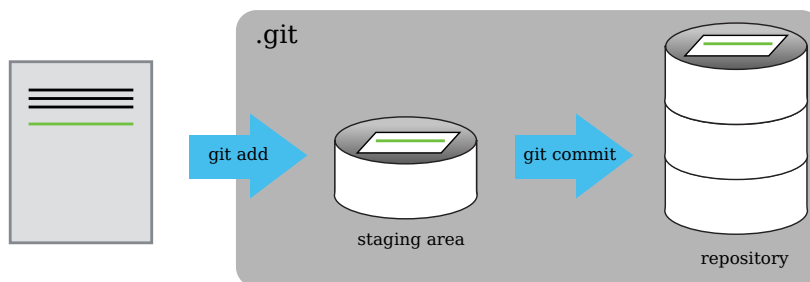 .git
git add
git commit
staging area
repository